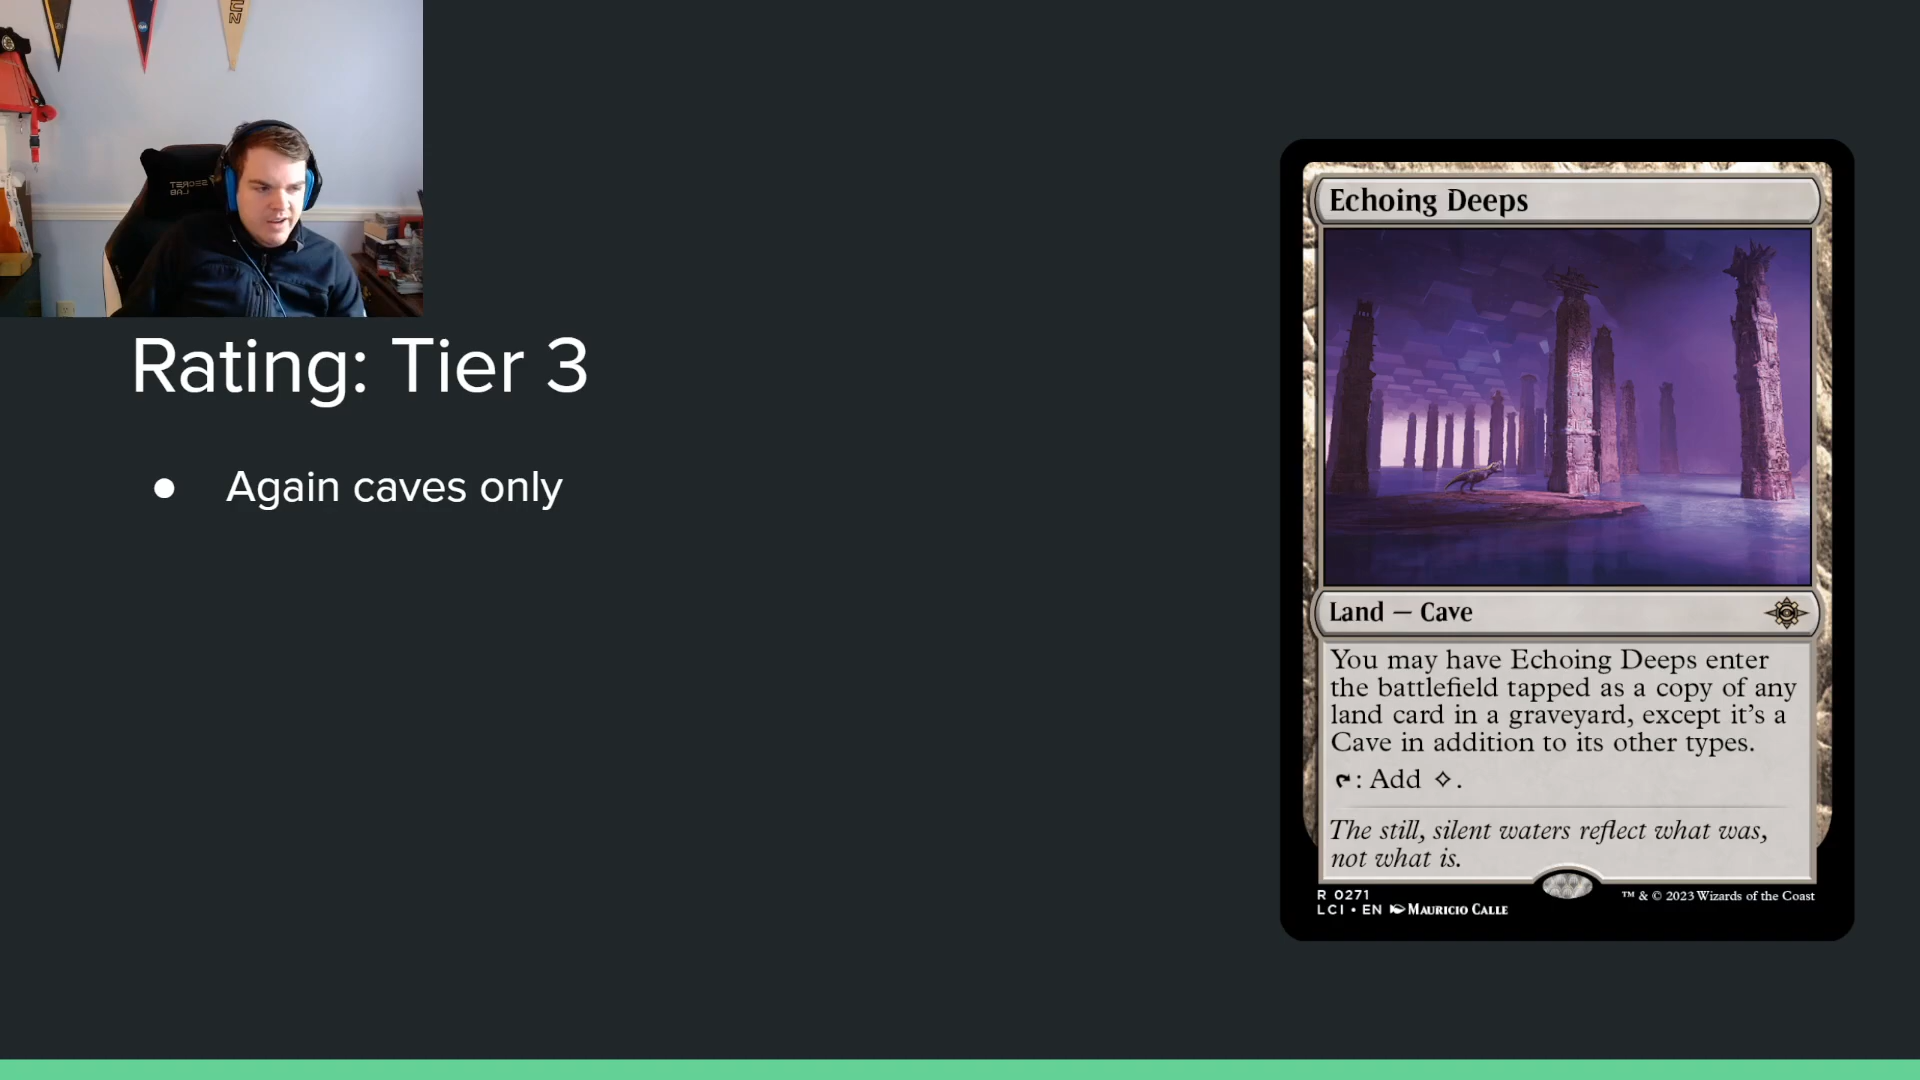 Rating: Tier 3
● Again caves only
Echoing Deeps
Land — Cave
You may have Echoing Deeps enter
the battlefield tapped as a copy of any
land card in a graveyard, except it's a
Cave in addition to its other types.
: Add .
The still, silent waters reflect what was,
not what is.
R 0271
LCI • EN Mauricio Calle
™ & © 2023 Wizards of the Coast